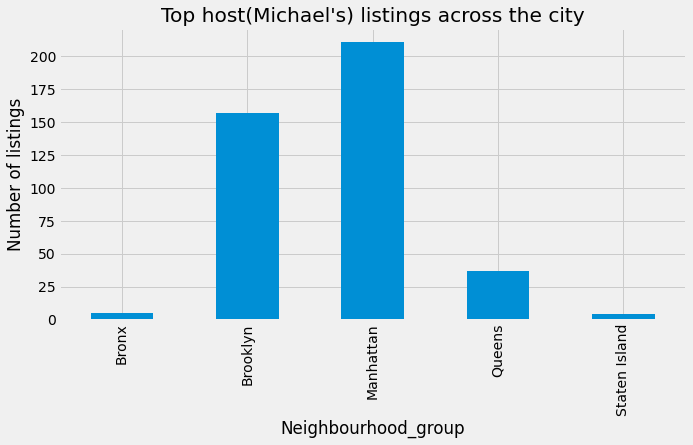 Top host(Michael's) listings across the city
Number of listings
200
175
150
125
100
75
50
25
0
Bronx
Brooklyn
Manhattan
Queens
Staten Island
Neighbourhood_group